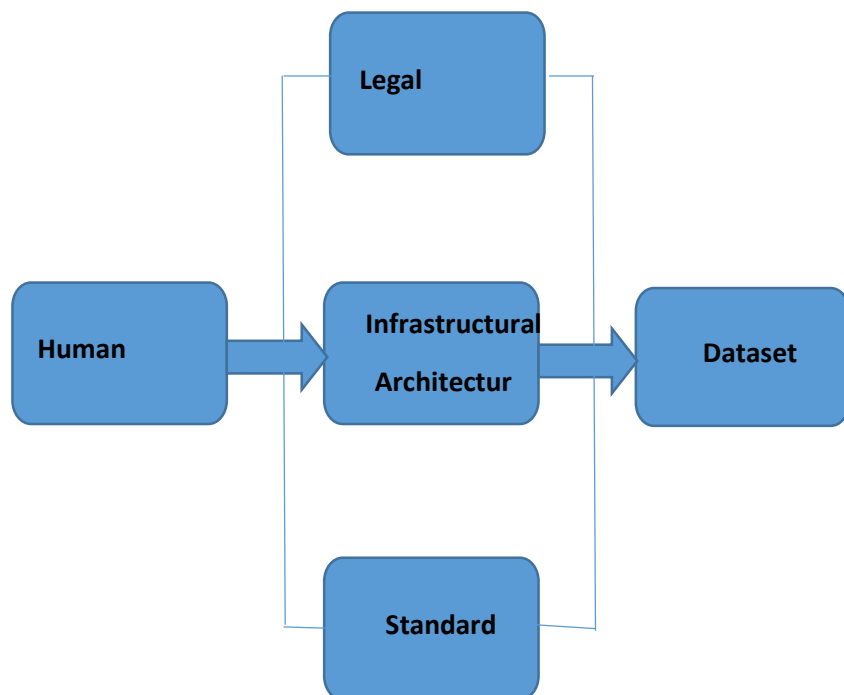 Legal
Infrastructural
Architectur
Human
Dataset
Standard